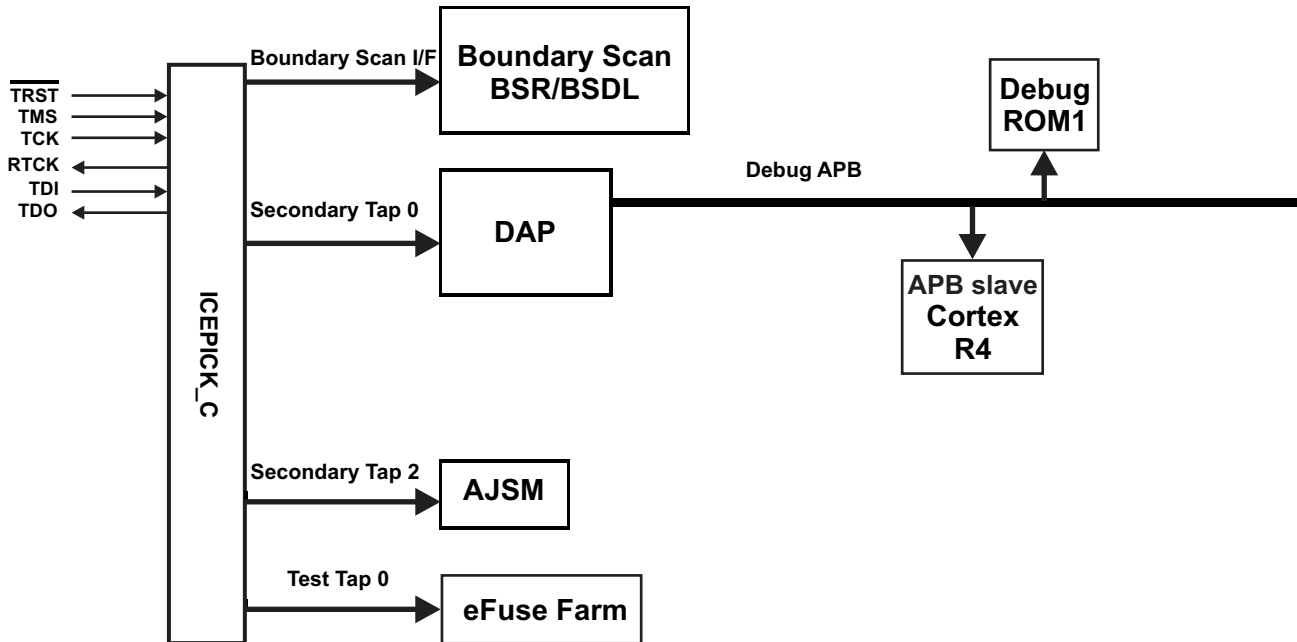 TRST
TMS
TCK
RTCK
TDI
TDO
ICEPICK_C
Boundary Scan I/F
Boundary Scan
BSR/BSDL
Secondary Tap 0
DAP
Debug APB
Debug
ROM1
APB slave
Cortex
R4
Secondary Tap 2
AJSM
Test Tap 0
eFuse Farm